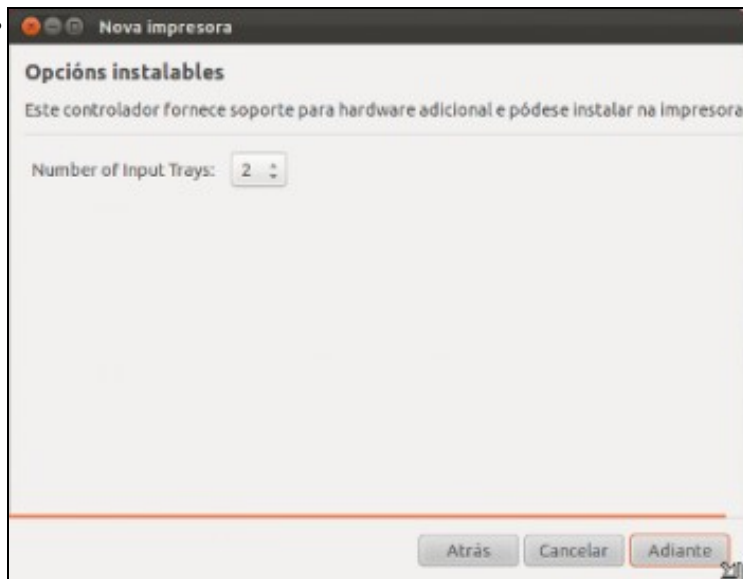 Nova impresora
Opcións instalables
Este controlador fornece soporte para hardware adicional e pódese instalar na impresora
Number of Input Trays: 2
Atrás Cancelar Adiante